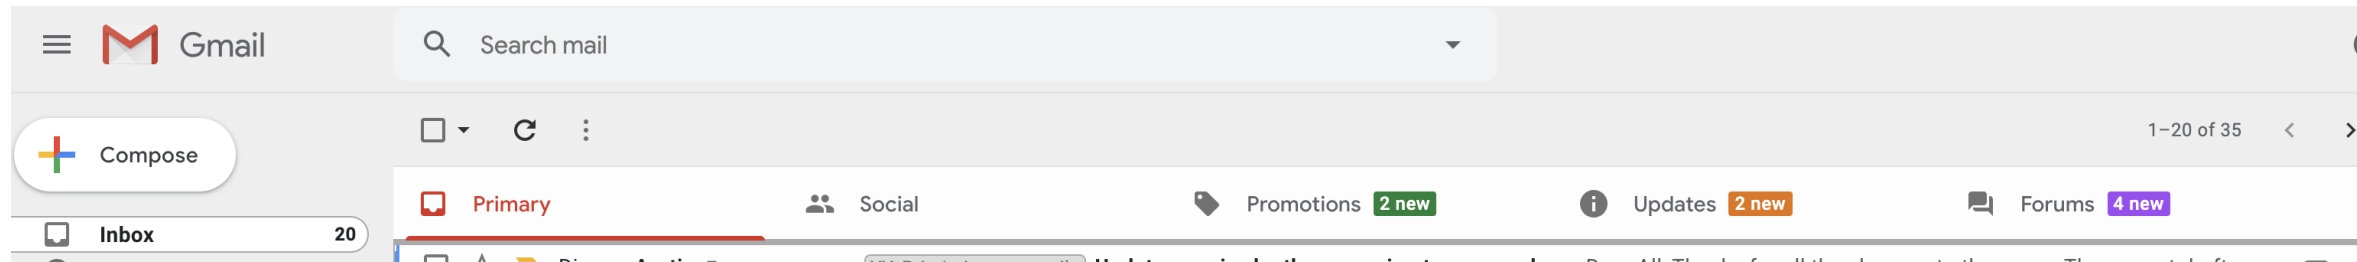 Gmail
Search mail
Compose
1–20 of 35
Primary
Social
Promotions 2 new
Updates 2 new
Forums 4 new
Inbox 20